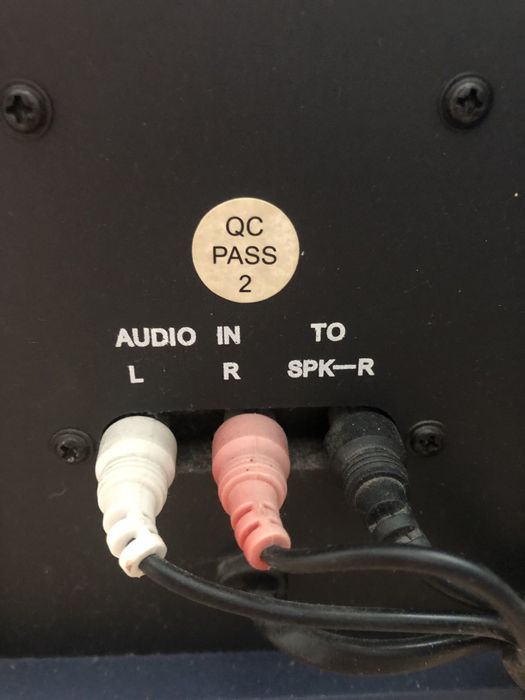 QC
PASS
2
AUDIO IN TO
L R SPK—R